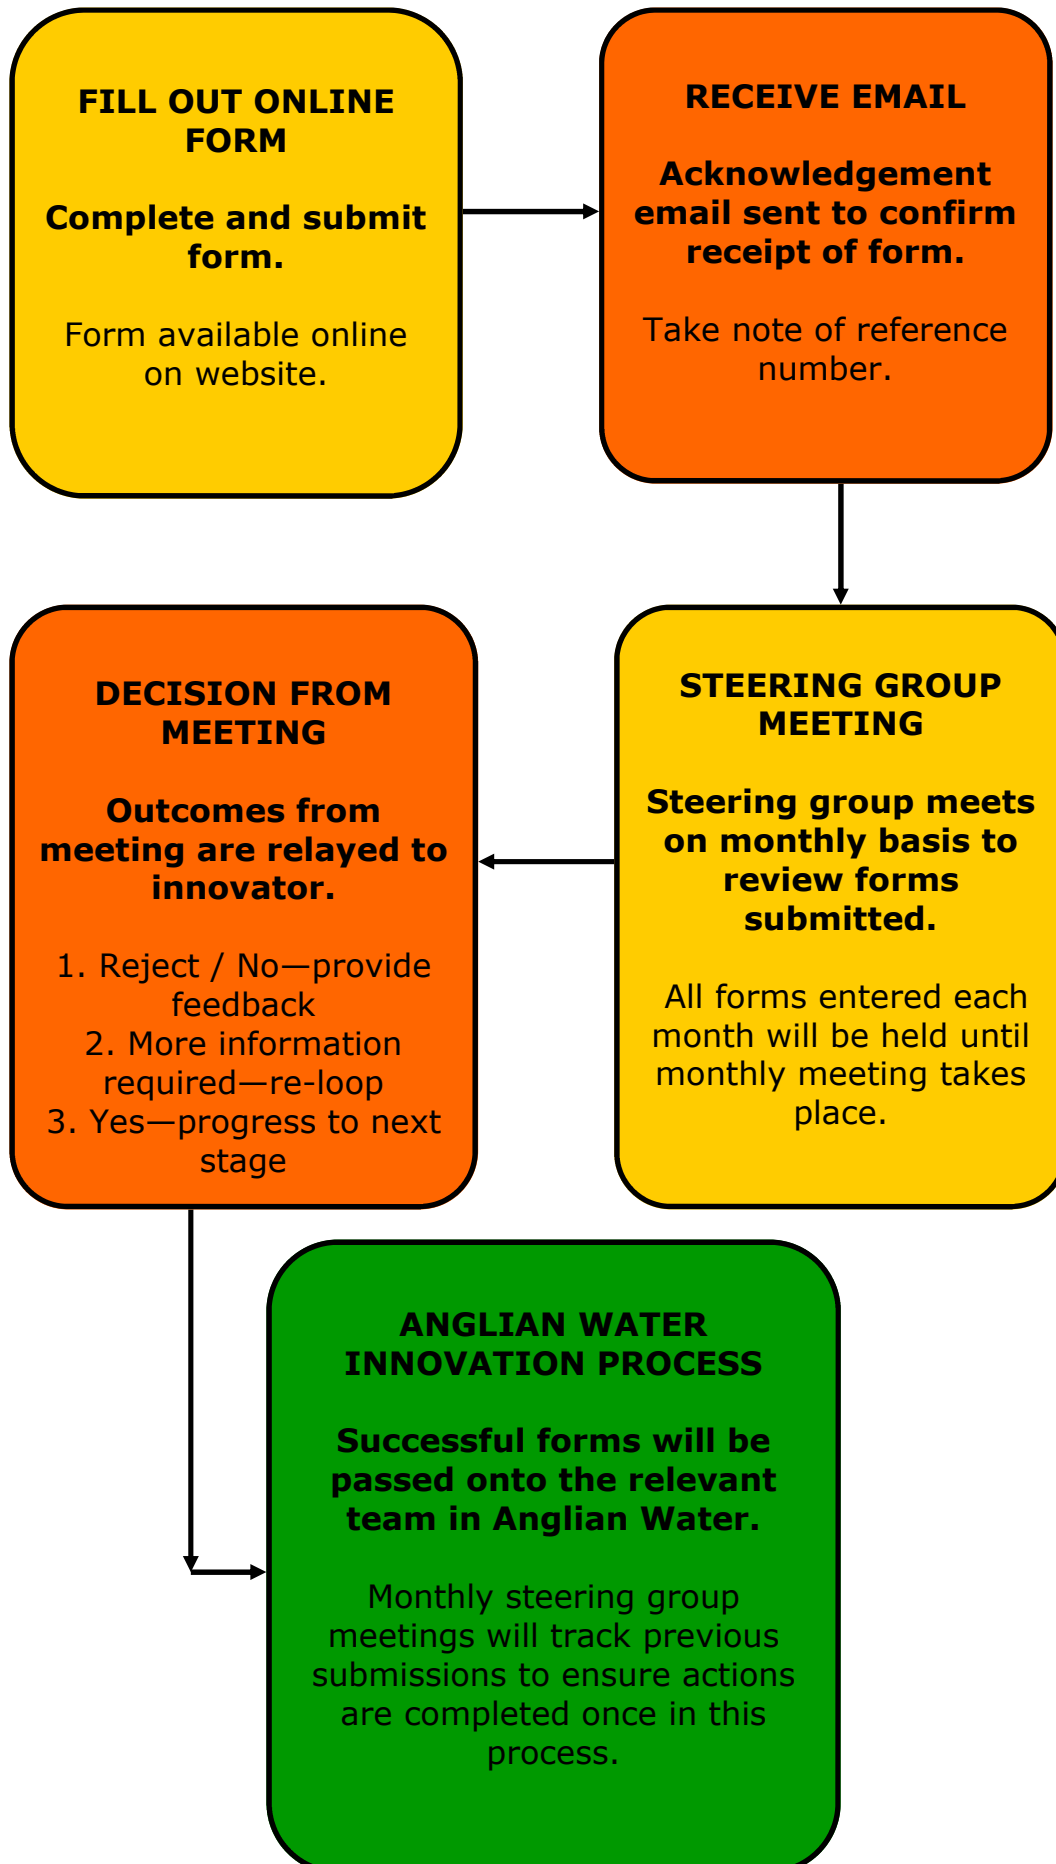 FILL OUT ONLINE
FORM
Complete and submit
form.
Form available online
on website.
RECEIVE EMAIL
Acknowledgement
email sent to confirm
receipt of form.
Take note of reference
number.
STEERING GROUP
MEETING
Steering group meets
on monthly basis to
review forms
submitted.
All forms entered each
month will be held until
monthly meeting takes
place.
DECISION FROM
MEETING
Outcomes from
meeting are relayed to
innovator.
1. Reject / No—provide
feedback
2. More information
required—re-loop
3. Yes—progress to next
stage
ANGLIAN WATER
INNOVATION PROCESS
Successful forms will be
passed onto the relevant
team in Anglian Water.
Monthly steering group
meetings will track previous
submissions to ensure actions
are completed once in this
process.